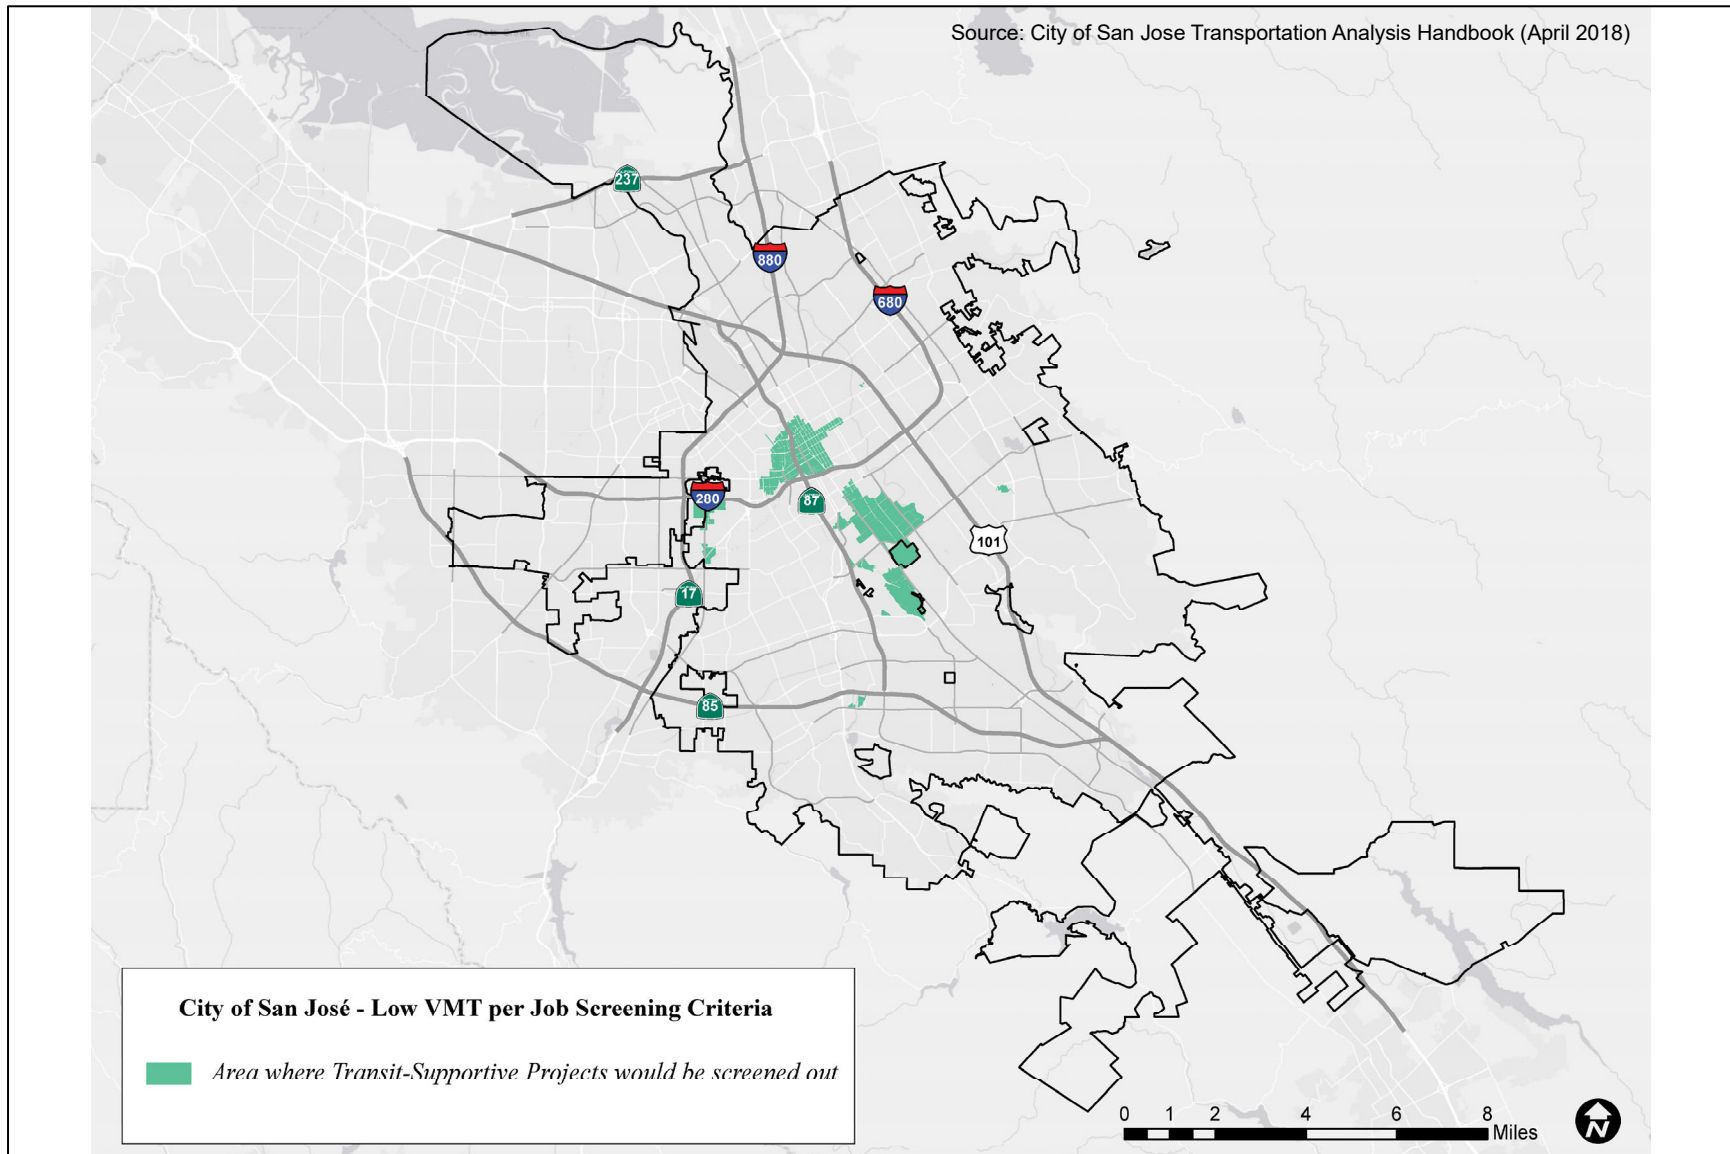 Source: City of San Jose Transportation Analysis Handbook (April 2018)
237
880
680
280
87
101
17
85
City of San José - Low VMT per Job Screening Criteria
Area where Transit-Supportive Projects would be screened out
0 1 2 4 6 8
Miles
N